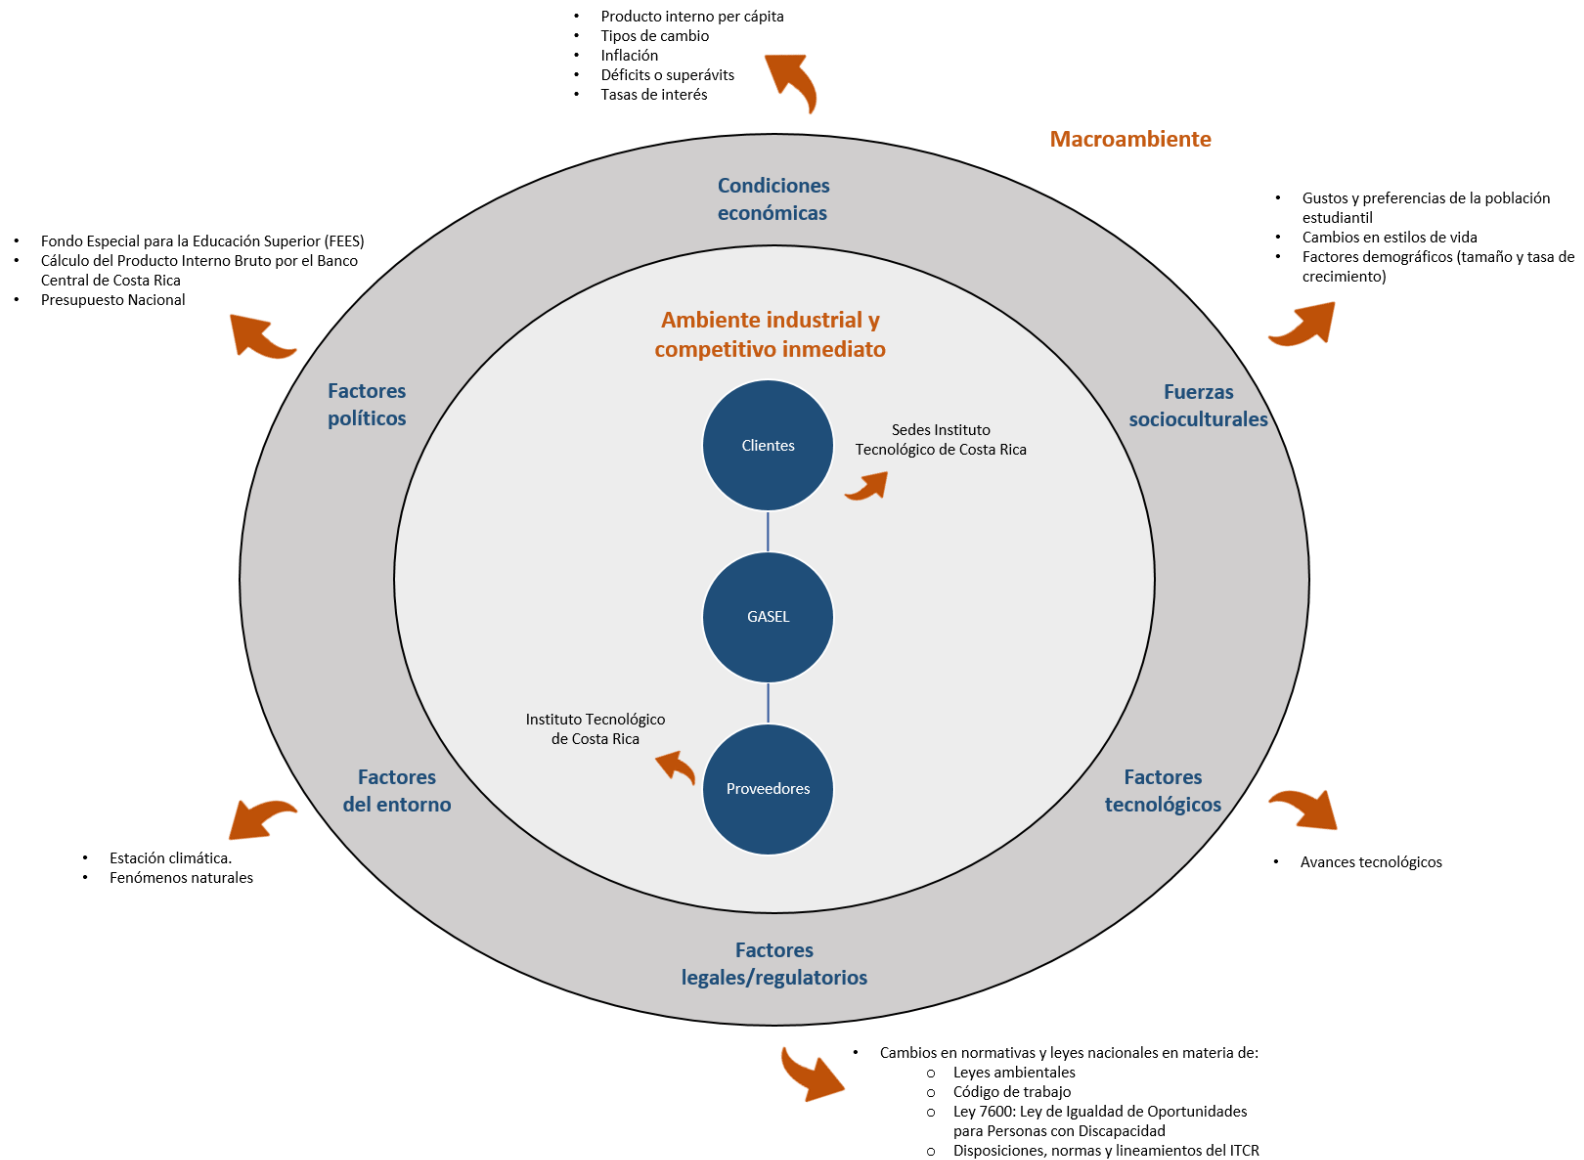 • Producto interno per cápita
• Tipos de cambio
• Inflación
• Déficits o superávits
• Tasas de interés
Macroambiente
Condiciones
económicas
• Gustos y preferencias de la población
estudiantil
• Cambios en estilos de vida
• Factores demográficos (tamaño y tasa de
crecimiento)
• Fondo Especial para la Educación Superior (FEES)
• Cálculo del Producto Interno Bruto por el Banco
Central de Costa Rica
• Presupuesto Nacional
Ambiente industrial y
competitivo inmediato
Factores
políticos
Fuerzas
socioculturales
Clientes
Sedes Instituto
Tecnológico de Costa Rica
GASEL
Instituto Tecnológico
de Costa Rica
Proveedores
Factores
del entorno
Factores
tecnológicos
• Estación climática.
• Fenómenos naturales
• Avances tecnológicos
Factores
legales/regulatorios
• Cambios en normativas y leyes nacionales en materia de:
o Leyes ambientales
o Código de trabajo
o Ley 7600: Ley de Igualdad de Oportunidades
para Personas con Discapacidad
o Disposiciones, normas y lineamientos del ITCR